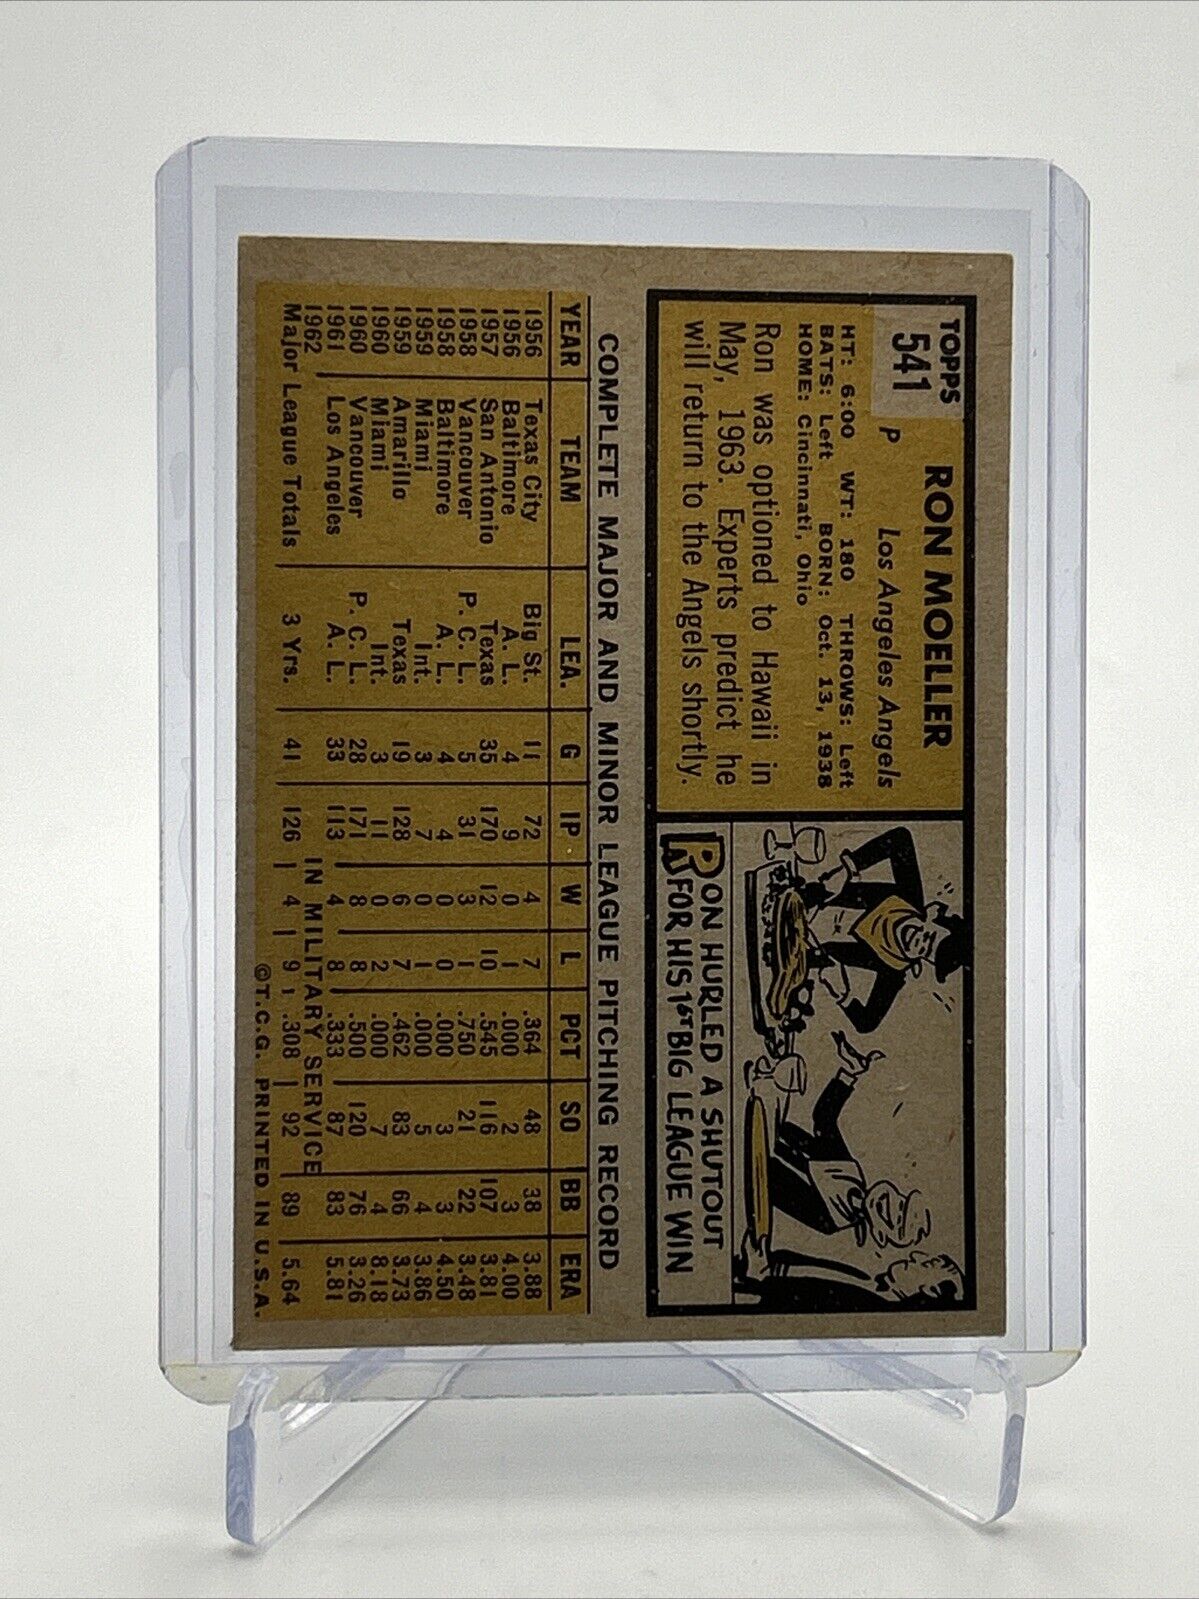 TOPPS
541
RON MOELLER
P Los Angeles Angels
HT: 6:00 WT: 180 THROWS: Left
BATS: Left BORN: Oct. 13, 1938
HOME: Cincinnati, Ohio
Ron was optioned to Hawaii in
May, 1963. Experts predict he
will return to the Angels shortly.
RON HURLED A SHUTOUT
FOR HIS 1ST BIG LEAGUE WIN
COMPLETE MAJOR AND MINOR LEAGUE PITCHING RECORD
YEAR TEAM LEA. G IP W L PCT SO BB ERA
1956 Texas City Big St. 11 72 4 7 .364 48 38 3.88
1956 Baltimore A. L. 4 9 0 1 .000 2 3 4.00
1957 San Antonio Texas 35 170 12 10 .545 116 107 3.81
1958 Vancouver P. C. L. 5 31 3 1 .750 21 22 3.48
1958 Baltimore A. L. 4 4 0 0 .000 3 3 4.50
1959 Miami Int. 3 7 0 1 .000 5 4 3.86
1959 Amarillo Texas 19 128 6 7 .462 83 66 3.73
1960 Miami Int. 3 11 0 2 .000 7 4 8.18
1960 Vancouver P. C. L. 28 171 8 8 .500 120 76 3.26
1961 Los Angeles A. L. 33 113 4 8 .333 87 83 5.81
1962 IN MILITARY SERVICE
Major League Totals 3 Yrs. 41 126 4 9 .308 92 89 5.64
©T.C.G. PRINTED IN U.S.A.